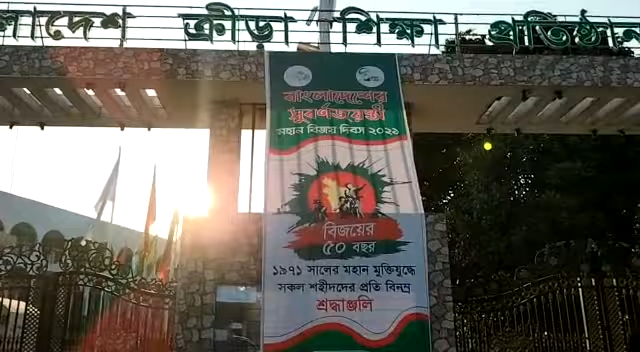 লাদেশ ক্রীড়া শিক্ষা প্রতিষ্ঠান
বাংলাদেশের
সুবর্ণজয়ন্তী
মহান বিজয় দিবস ২০২১
বিজয়ের
৫০ বছর
১৯৭১ সালের মহান মুক্তিযুদ্ধে
সকল শহীদদের প্রতি বিনম্র
শ্রদ্ধাঞ্জলি